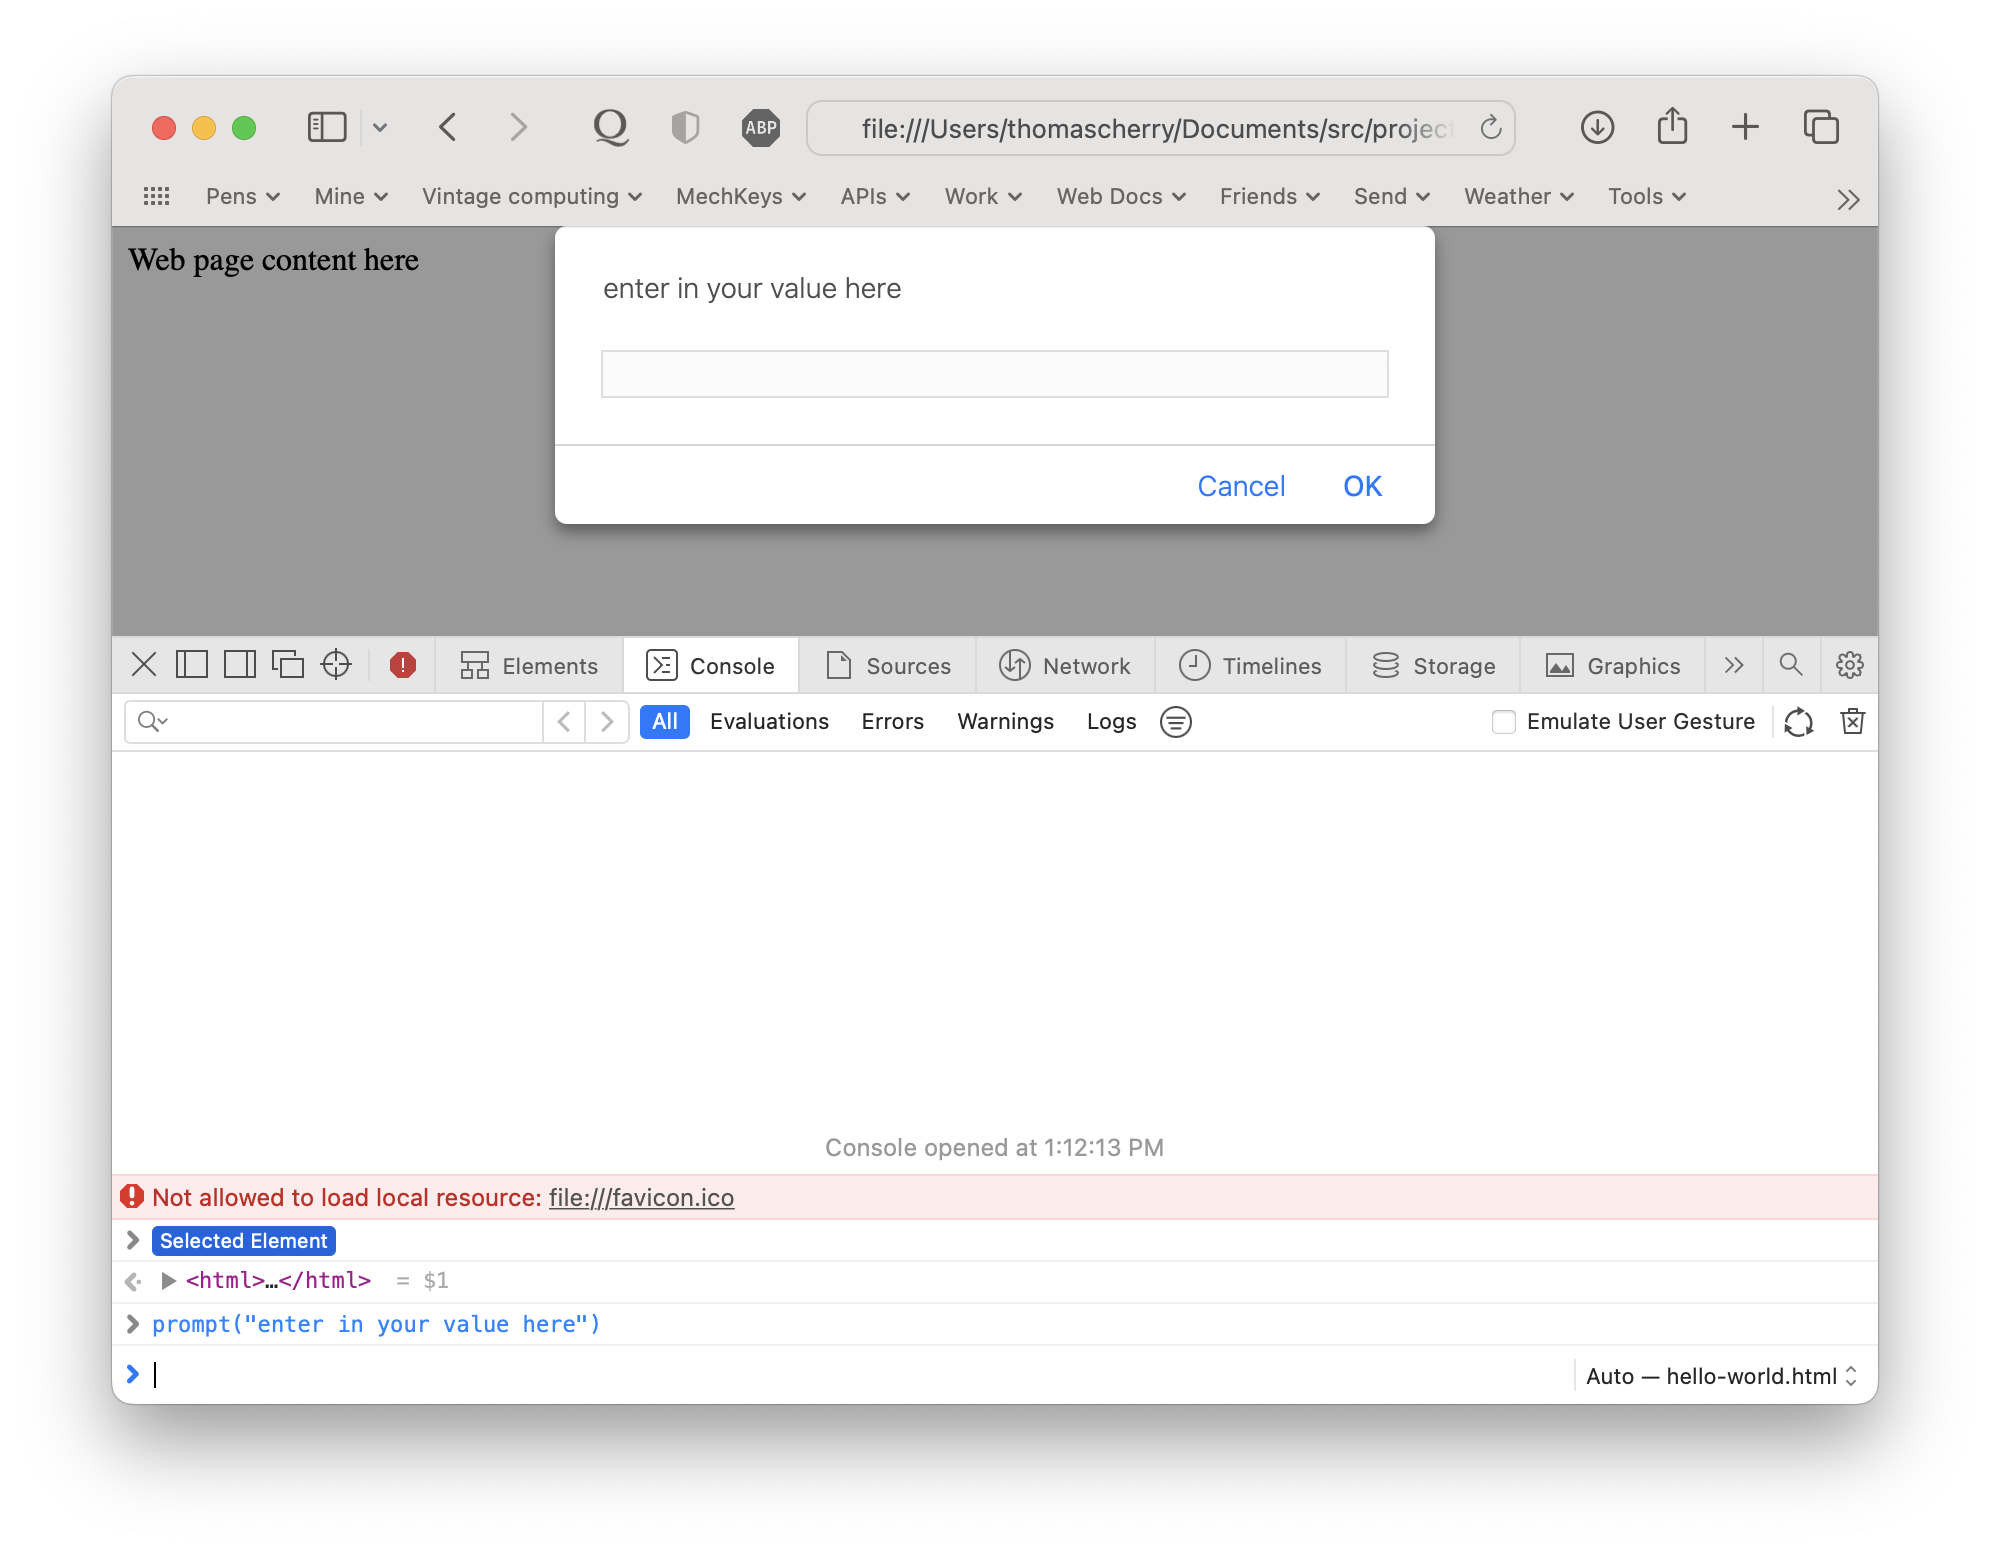 ABP
file:///Users/thomascherry/Documents/src/project
Pens Mine Vintage computing MechKeys APIs Work Web Docs Friends Send Weather Tools
Web page content here
enter in your value here
Cancel OK
Elements Console Sources Network Timelines Storage Graphics
All Evaluations Errors Warnings Logs Emulate User Gesture
Console opened at 1:12:13 PM
Not allowed to load local resource: file:///favicon.ico
Selected Element
<html>…</html> = $1
prompt("enter in your value here")
Auto — hello-world.html